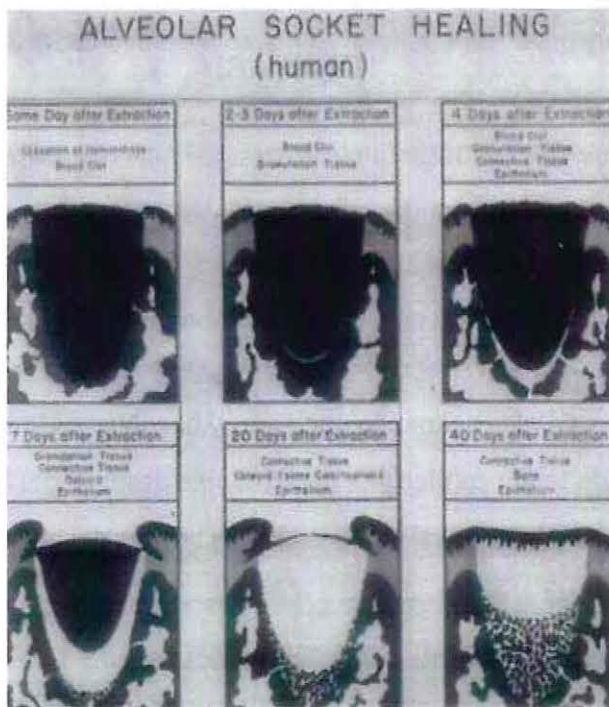 ALVEOLAR SOCKET HEALING
(human)
Same Day after Extraction
Blood Clot
2-3 Days after Extraction
Blood Clot
Granulation Tissue
4 Days after Extraction
Blood Clot
Granulation Tissue
Connective Tissue
Epithelium
7 Days after Extraction
Granulation Tissue
Connective Tissue
Osteoid
Epithelium
20 Days after Extraction
Connective Tissue
Epithelium
40 Days after Extraction
Connective Tissue
Bone
Epithelium